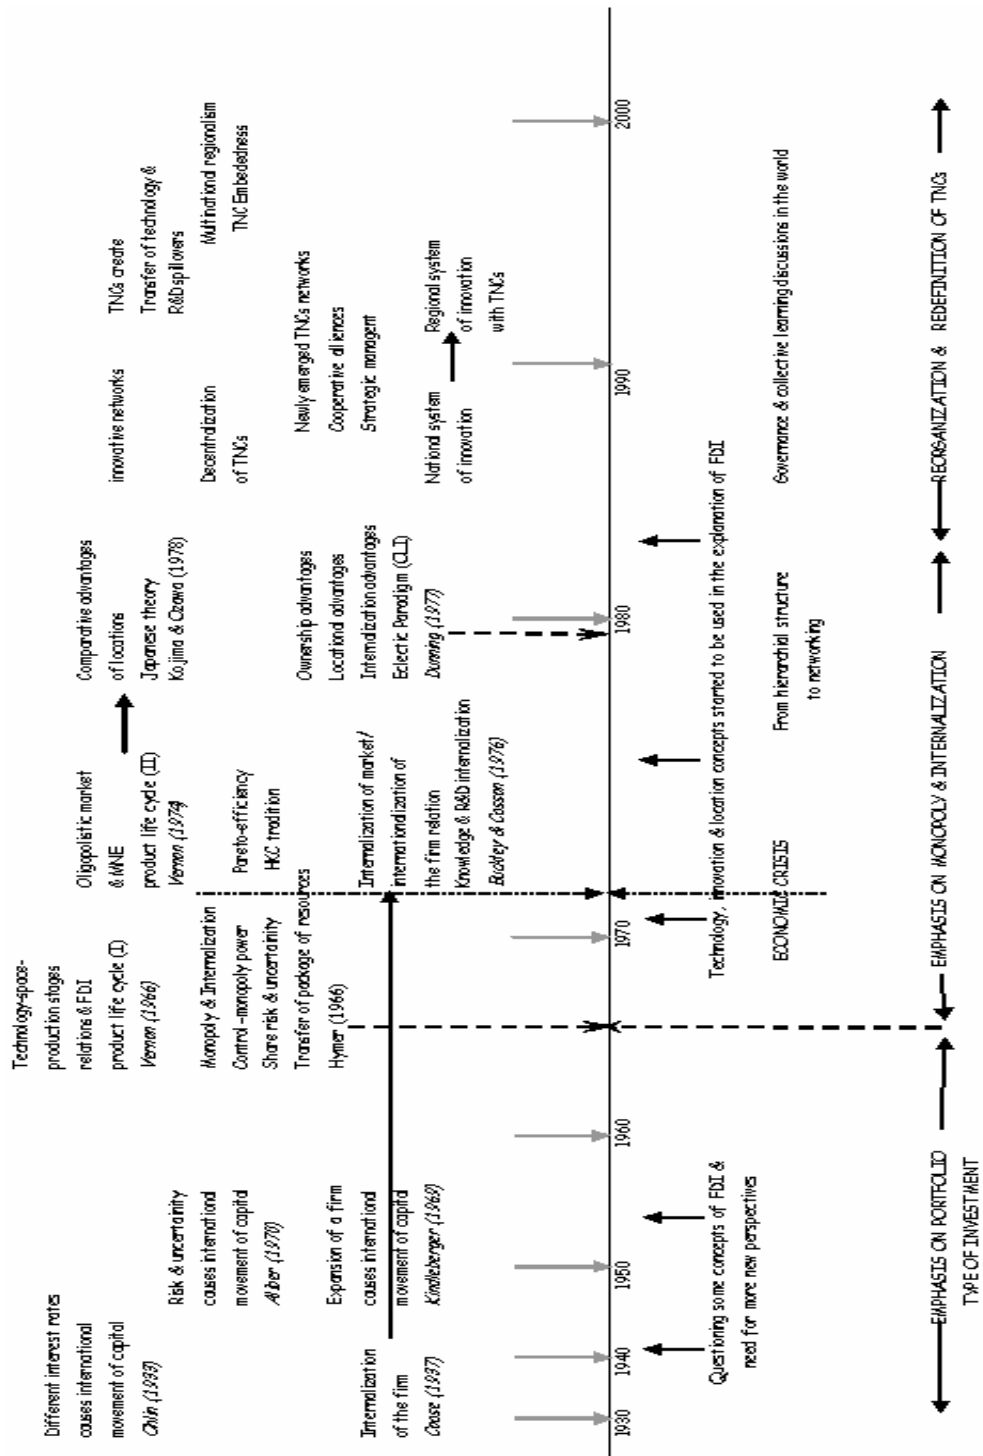 Different interest rates
causes international
movement of capital
Ohlin (1933)
Risk & uncertainity
causes international
movement of capital
Aliber (1970)
Expansion of a firm
causes international
movement of capital
Kindleberger (1969)
Internalization
of the firm
Coase (1937)
Technology-space-
production stages
relations & FDI
product life cycle (I)
Vernon (1966)
Monopoly & Internalization
Control-monopoly power
Share risk & uncertainity
Transfer of package of resources
Hymer (1966)
Oligopolistic market
& MNE
product life cycle (II)
Vernon (1974)
Pareto-efficiency
HKC tradition
Internalization of market/
internationdization of
the firm relation
Knowledge & R&D internalization
Buckley & Casson (1976)
Comparative advantages
of locations
Japanese theory
Kojima & Ozawa (1978)
Ownership advantages
Locational advantages
Internalization advantages
Eclectic Paradigm (OLI)
Dunning (1977)
innovative networks
Decentralization
of TNCs
Newly emerged TNCs networks
Cooperative alliences
Strategic managent
National system
of innovation
TNCs create
Transfer of technology &
R&D spillovers
Multinational regionalism
TNC Embededness
Regional system
of innovation
with TNCs
1930
1940
1950
1960
1970
1980
1990
2000
Questioning some concepts of FDI &
need for more new perspectives
Technology, innovation & location concepts started to be used in the explanation of FDI
ECONOMIC CRISIS
From hierarchial structure
to networking
Governance & collective learning discussions in the world
EMPHASIS ON PORTFOLIO
TYPE OF INVESTMENT
EMPHASIS ON MONOPOLY & INTERNALIZATION
REORGANIZATION & REDEFINITION OF TNCs